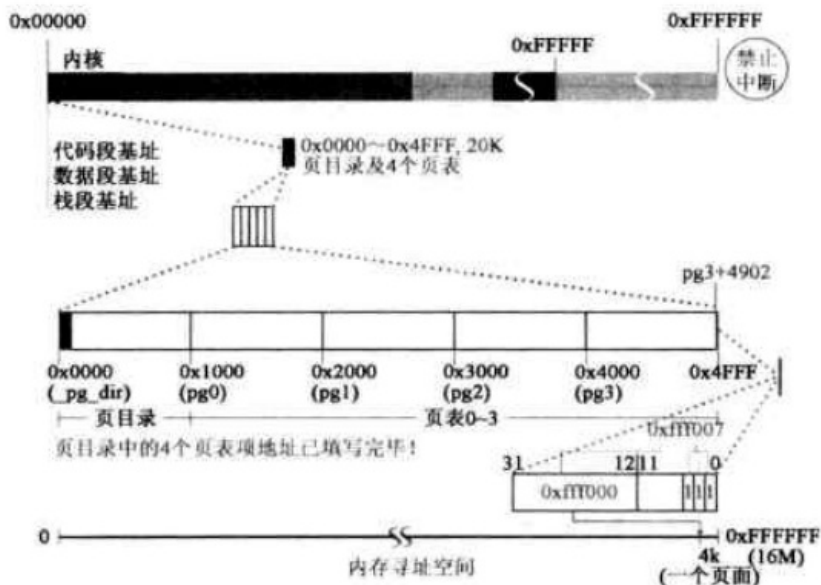 0x00000
0xFFFFFF
0xFFFFF
内核
禁止
中断
代码段基址
数据段基址
栈段基址
0x0000～0x4FFF, 20K
页目录及4个页表
pg3+4902
0x0000
(_pg_dir)
0x1000
(pg0)
0x2000
(pg1)
0x3000
(pg2)
0x4000
(pg3)
0x4FFF
页目录
页表0~3
0xfff007
页目录中的4个页表项地址已填写完毕！
31
12
11
0
0xfff000
1 1 1
0
0xFFFFFF
(16M)
内存寻址空间
4k
(一个页面)